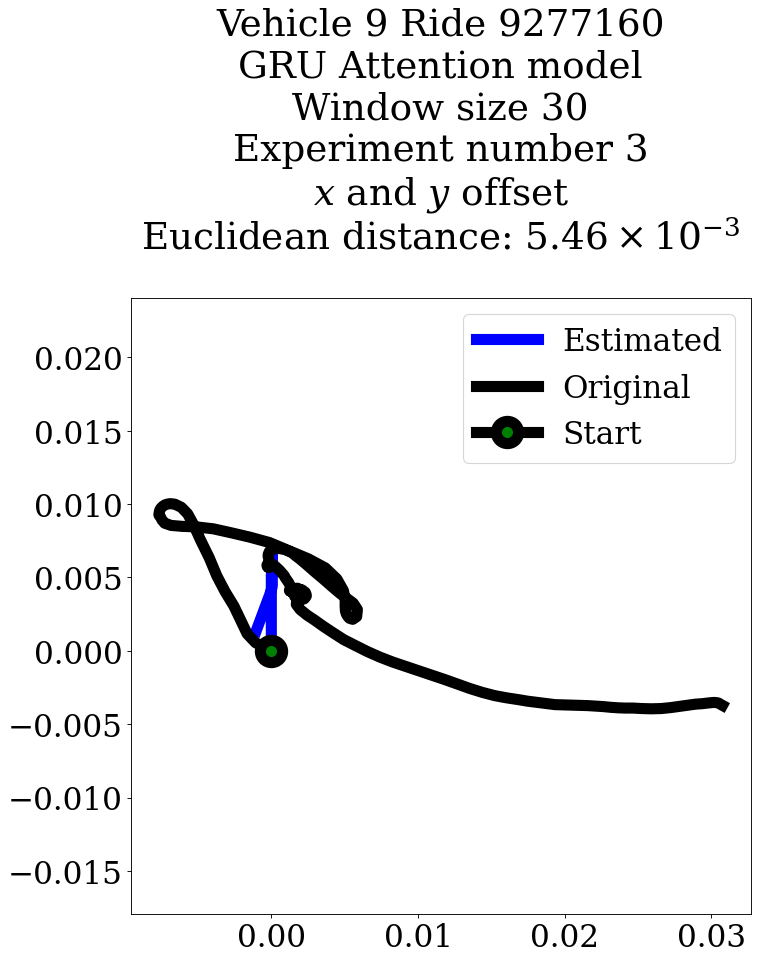 Vehicle 9 Ride 9277160
GRU Attention model
Window size 30
Experiment number 3
x and y offset
Euclidean distance: 5.46 × 10⁻³
Estimated
Original
Start
0.020
0.015
0.010
0.005
0.000
−0.005
−0.010
−0.015
0.00 0.01 0.02 0.03